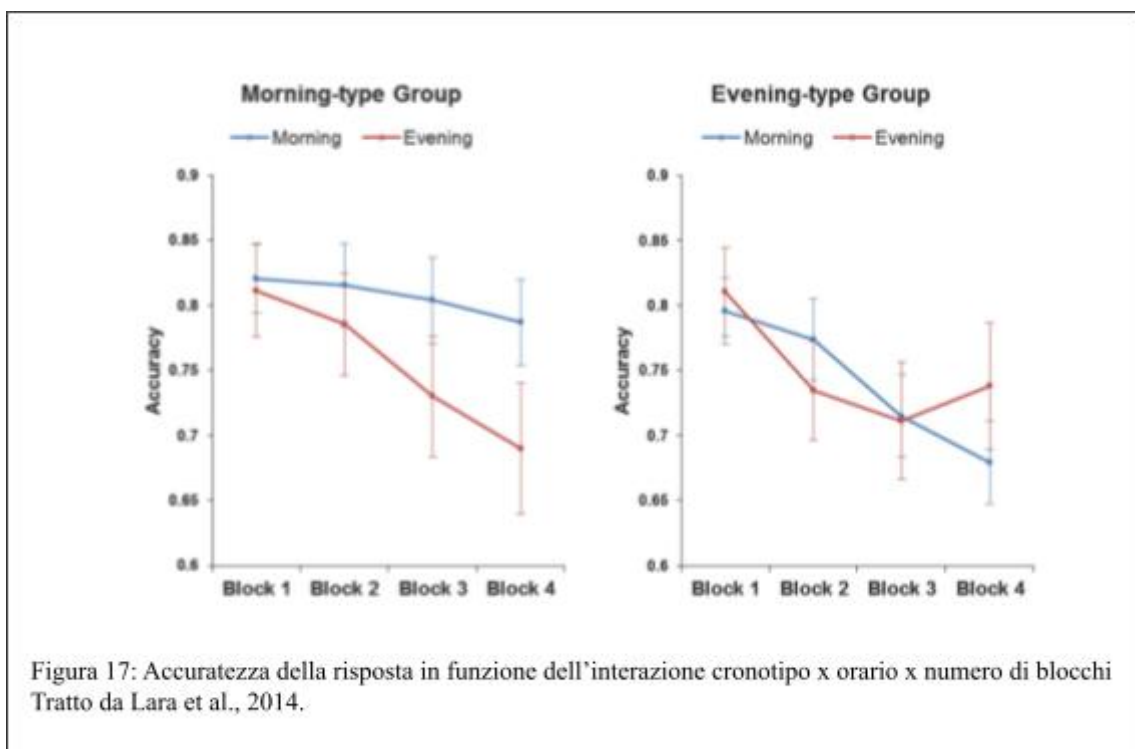 Morning-type Group
Morning Evening
0.9
0.85
0.8
0.75
0.7
0.65
0.6
Accuracy
Block 1 Block 2 Block 3 Block 4
Evening-type Group
Morning Evening
0.9
0.85
0.8
0.75
0.7
0.65
0.6
Accuracy
Block 1 Block 2 Block 3 Block 4
Figura 17: Accuratezza della risposta in funzione dell’interazione cronotipo x orario x numero di blocchi
Tratto da Lara et al., 2014.